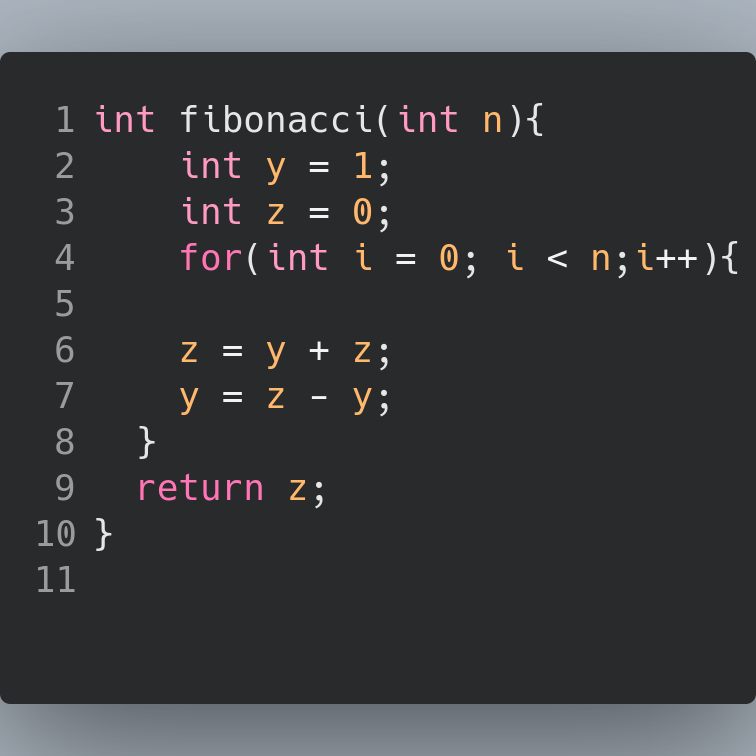 1 int fibonacci(int n){
2     int y = 1;
3     int z = 0;
4     for(int i = 0; i < n;i++){
5
6     z = y + z;
7     y = z - y;
8   }
9   return z;
10 }
11